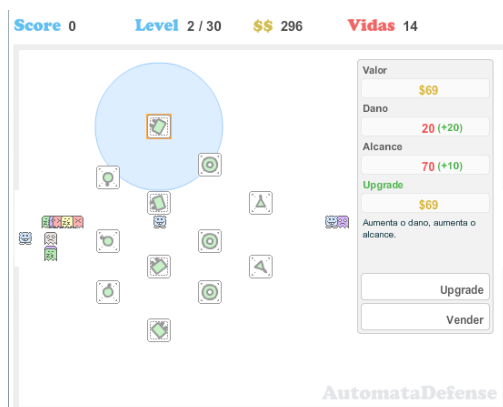 Score 0 Level 2 / 30 $$ 296 Vidas 14
Valor
$69
Dano
20 (+20)
Alcance
70 (+10)
Upgrade
$69
Aumenta o dano, aumenta o
alcance.
Upgrade
Vender
AutomataDefense